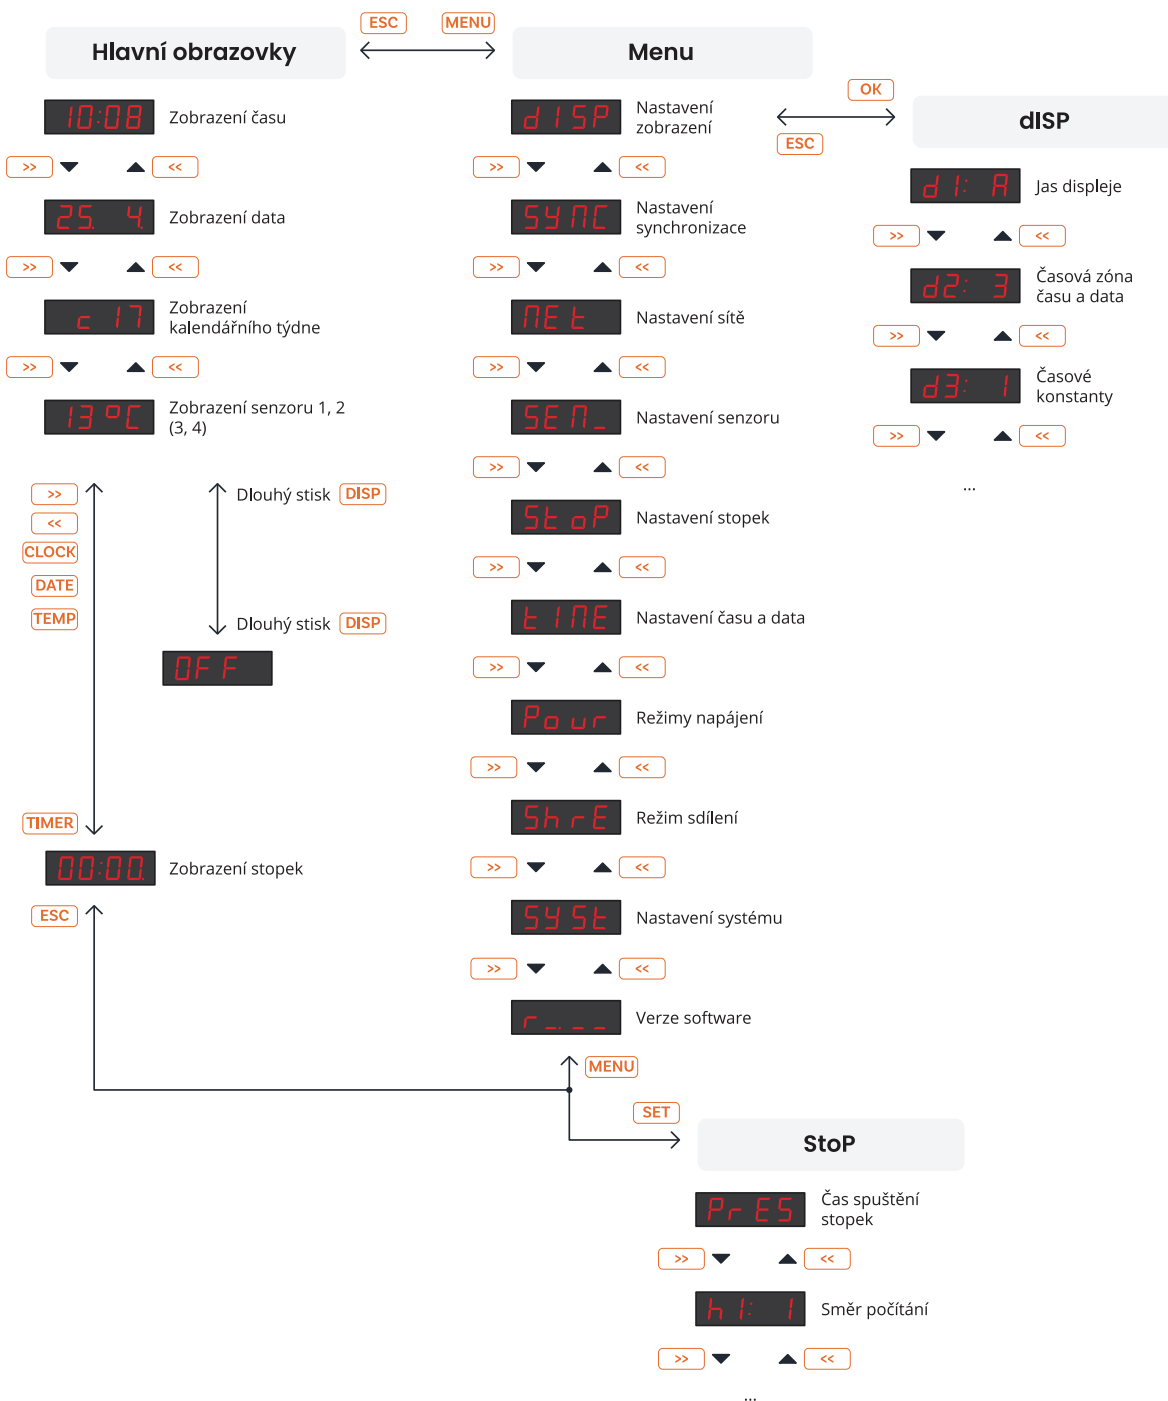 ESC MENU
Hlavní obrazovky
10:08 Zobrazení času
>> <<
25. 4. Zobrazení data
>> <<
c 17 Zobrazení
kalendářního týdne
>> <<
13 °C Zobrazení senzoru 1, 2
(3, 4)
>>
<<
CLOCK
DATE
TEMP
Dlouhý stisk DISP
Dlouhý stisk DISP
OFF
TIMER
00:00. Zobrazení stopek
ESC
Menu
dISP Nastavení
zobrazení
>> <<
SYNC Nastavení
synchronizace
>> <<
NEt Nastavení sítě
>> <<
SEN_ Nastavení senzoru
>> <<
StoP Nastavení stopek
>> <<
tIME Nastavení času a data
>> <<
Pour Režimy napájení
>> <<
ShrE Režim sdílení
>> <<
SYSt Nastavení systému
>> <<
r_._ _ Verze software
MENU
OK
ESC
dISP
d1: A Jas displeje
>> <<
d2: 3 Časová zóna
času a data
>> <<
d3: 1 Časové
konstanty
>> <<
...
SET
StoP
PrES Čas spuštění
stopek
>> <<
h1: 1 Směr počítání
>> <<
...